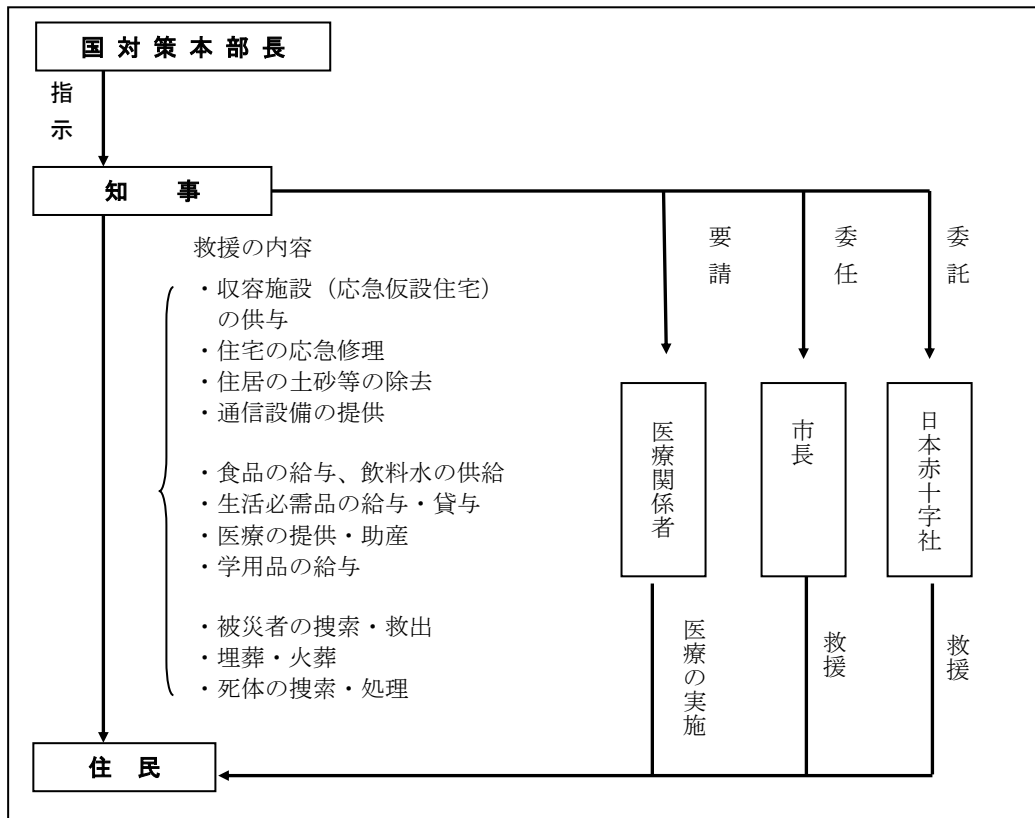 国対策本部長
指示
知　事
要請
委任
委託
救援の内容
・収容施設（応急仮設住宅）
の供与
・住宅の応急修理
・住居の土砂等の除去
・通信設備の提供
・食品の給与、飲料水の供給
・生活必需品の給与・貸与
・医療の提供・助産
・学用品の給与
・被災者の捜索・救出
・埋葬・火葬
・死体の捜索・処理
医療関係者
市長
日本赤十字社
医療の実施
救援
救援
住　民